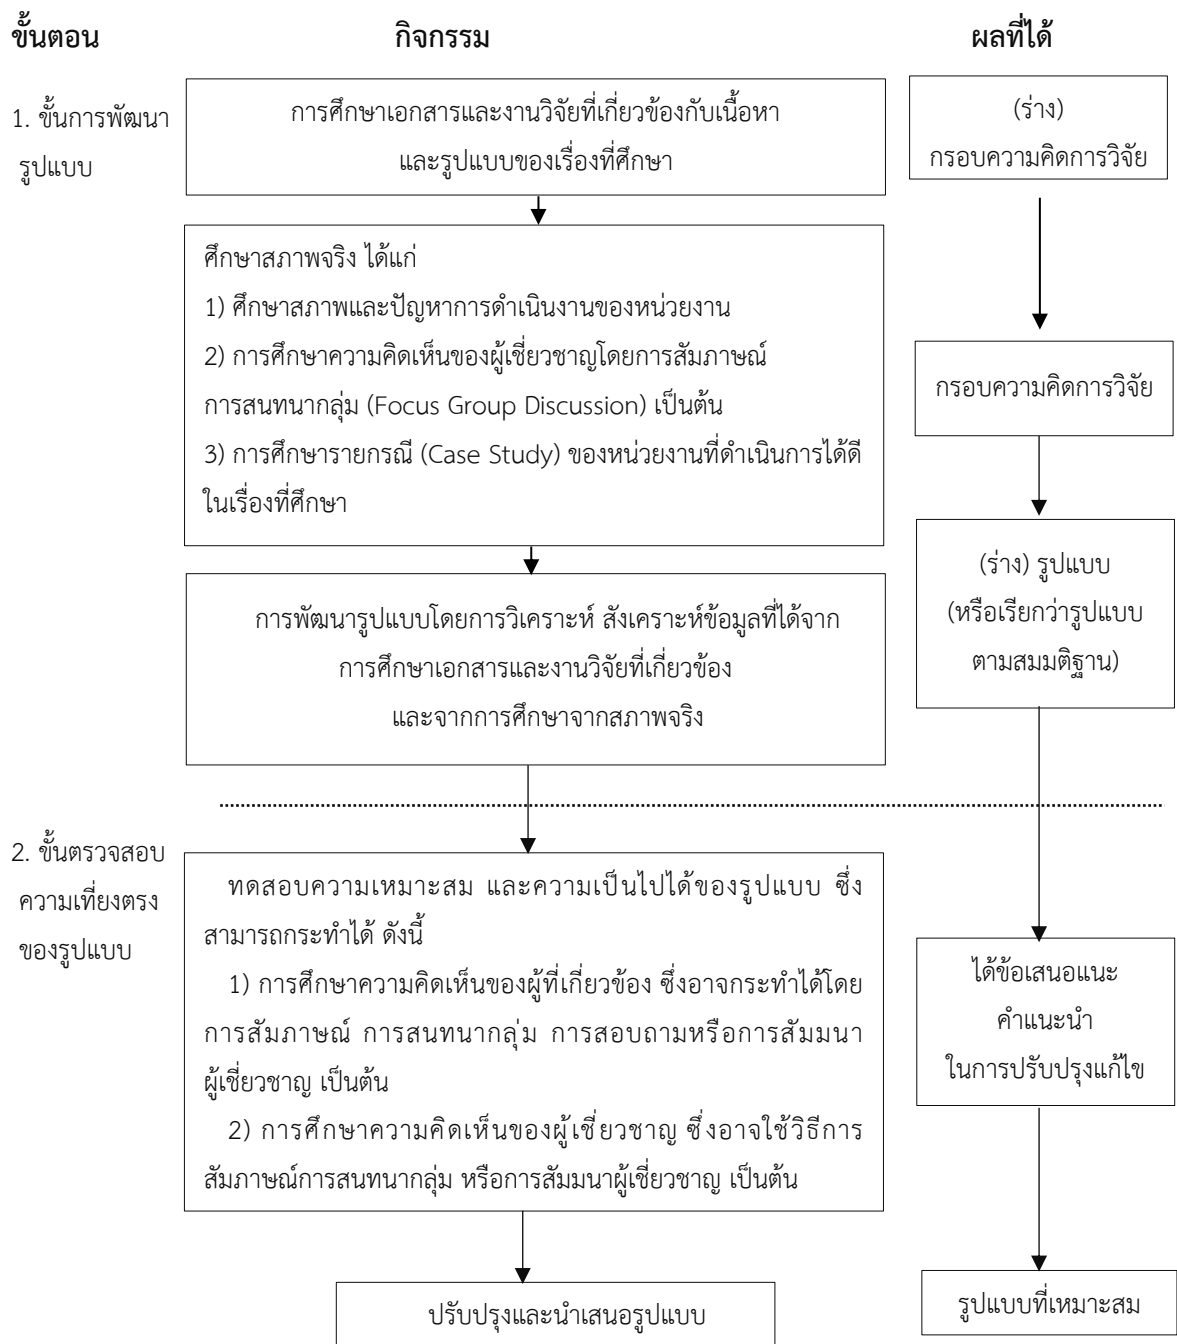 ขั้นตอน
กิจกรรม
ผลที่ได้
1. ขั้นการพัฒนา
รูปแบบ
การศึกษาเอกสารและงานวิจัยที่เกี่ยวข้องกับเนื้อหา
และรูปแบบของเรื่องที่ศึกษา
(ร่าง)
กรอบความคิดการวิจัย
ศึกษาสภาพจริง ได้แก่
1) ศึกษาสภาพและปัญหาการดำเนินงานของหน่วยงาน
2) การศึกษาความคิดเห็นของผู้เชี่ยวชาญโดยการสัมภาษณ์
การสนทนากลุ่ม (Focus Group Discussion) เป็นต้น
3) การศึกษารายกรณี (Case Study) ของหน่วยงานที่ดำเนินการได้ดี
ในเรื่องที่ศึกษา
กรอบความคิดการวิจัย
การพัฒนารูปแบบโดยการวิเคราะห์ สังเคราะห์ข้อมูลที่ได้จาก
การศึกษาเอกสารและงานวิจัยที่เกี่ยวข้อง
และจากการศึกษาจากสภาพจริง
(ร่าง) รูปแบบ
(หรือเรียกว่ารูปแบบ
ตามสมมติฐาน)
2. ขั้นตรวจสอบ
ความเที่ยงตรง
ของรูปแบบ
ทดสอบความเหมาะสม และความเป็นไปได้ของรูปแบบ ซึ่ง
สามารถกระทำได้ ดังนี้
1) การศึกษาความคิดเห็นของผู้ที่เกี่ยวข้อง ซึ่งอาจกระทำได้โดย
การสัมภาษณ์ การสนทนากลุ่ม การสอบถามหรือการสัมมนา
ผู้เชี่ยวชาญ เป็นต้น
2) การศึกษาความคิดเห็นของผู้เชี่ยวชาญ ซึ่งอาจใช้วิธีการ
สัมภาษณ์การสนทนากลุ่ม หรือการสัมมนาผู้เชี่ยวชาญ เป็นต้น
ได้ข้อเสนอแนะ
คำแนะนำ
ในการปรับปรุงแก้ไข
ปรับปรุงและนำเสนอรูปแบบ
รูปแบบที่เหมาะสม